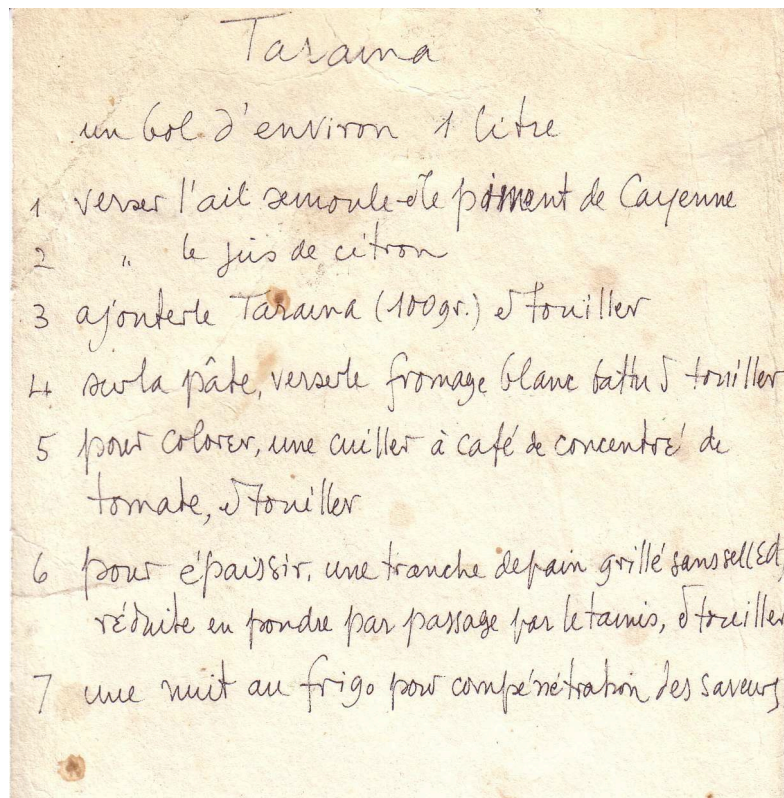 Tarama
un bol d'environ 1 litre
1 verser l'ail semoule et le piment de Cayenne
2 " le jus de citron
3 ajouter le Tarama (100gr.) et touiller
4 sur la pâte, verser le fromage blanc battu et touiller
5 pour colorer, une cuiller à café de concentré de
tomate, et touiller
6 pour épaissir, une tranche de pain grillé sans sel
réduite en poudre par passage par le tamis, et touiller
7 une nuit au frigo pour compénétration des saveurs